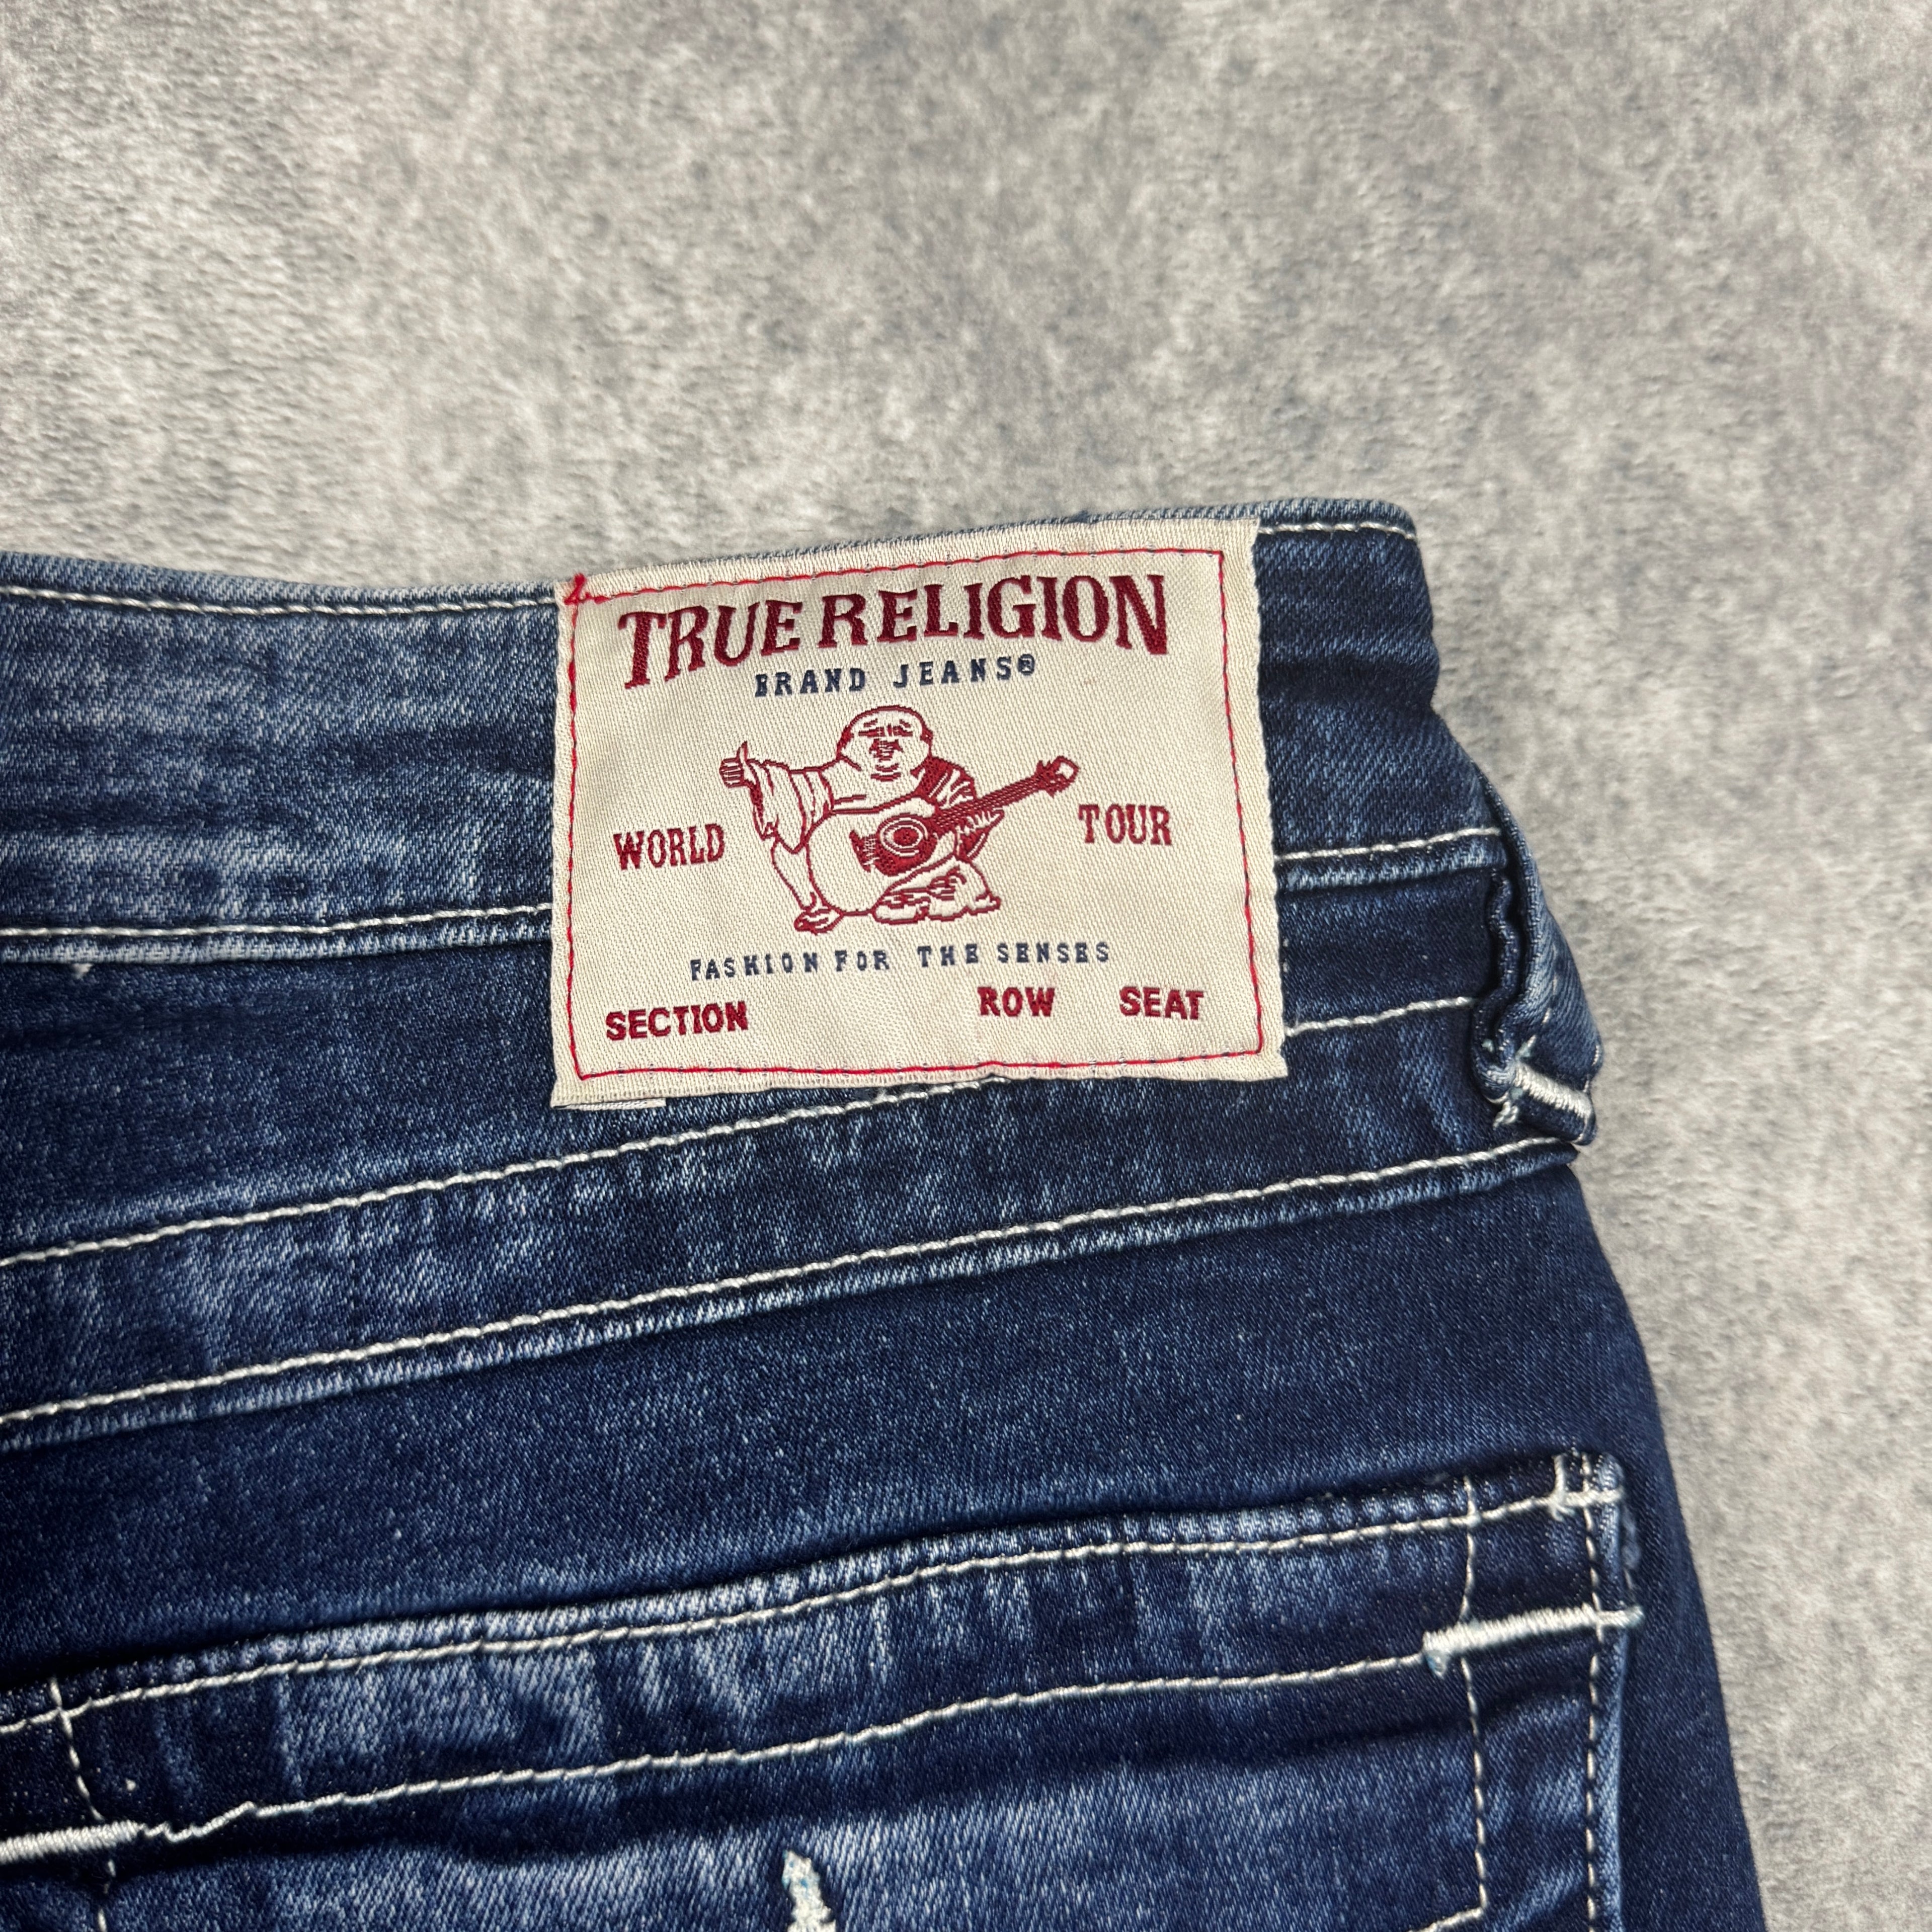 TRUE RELIGION
BRAND JEANS®
WORLD TOUR
FASHION FOR THE SENSES
SECTION ROW SEAT